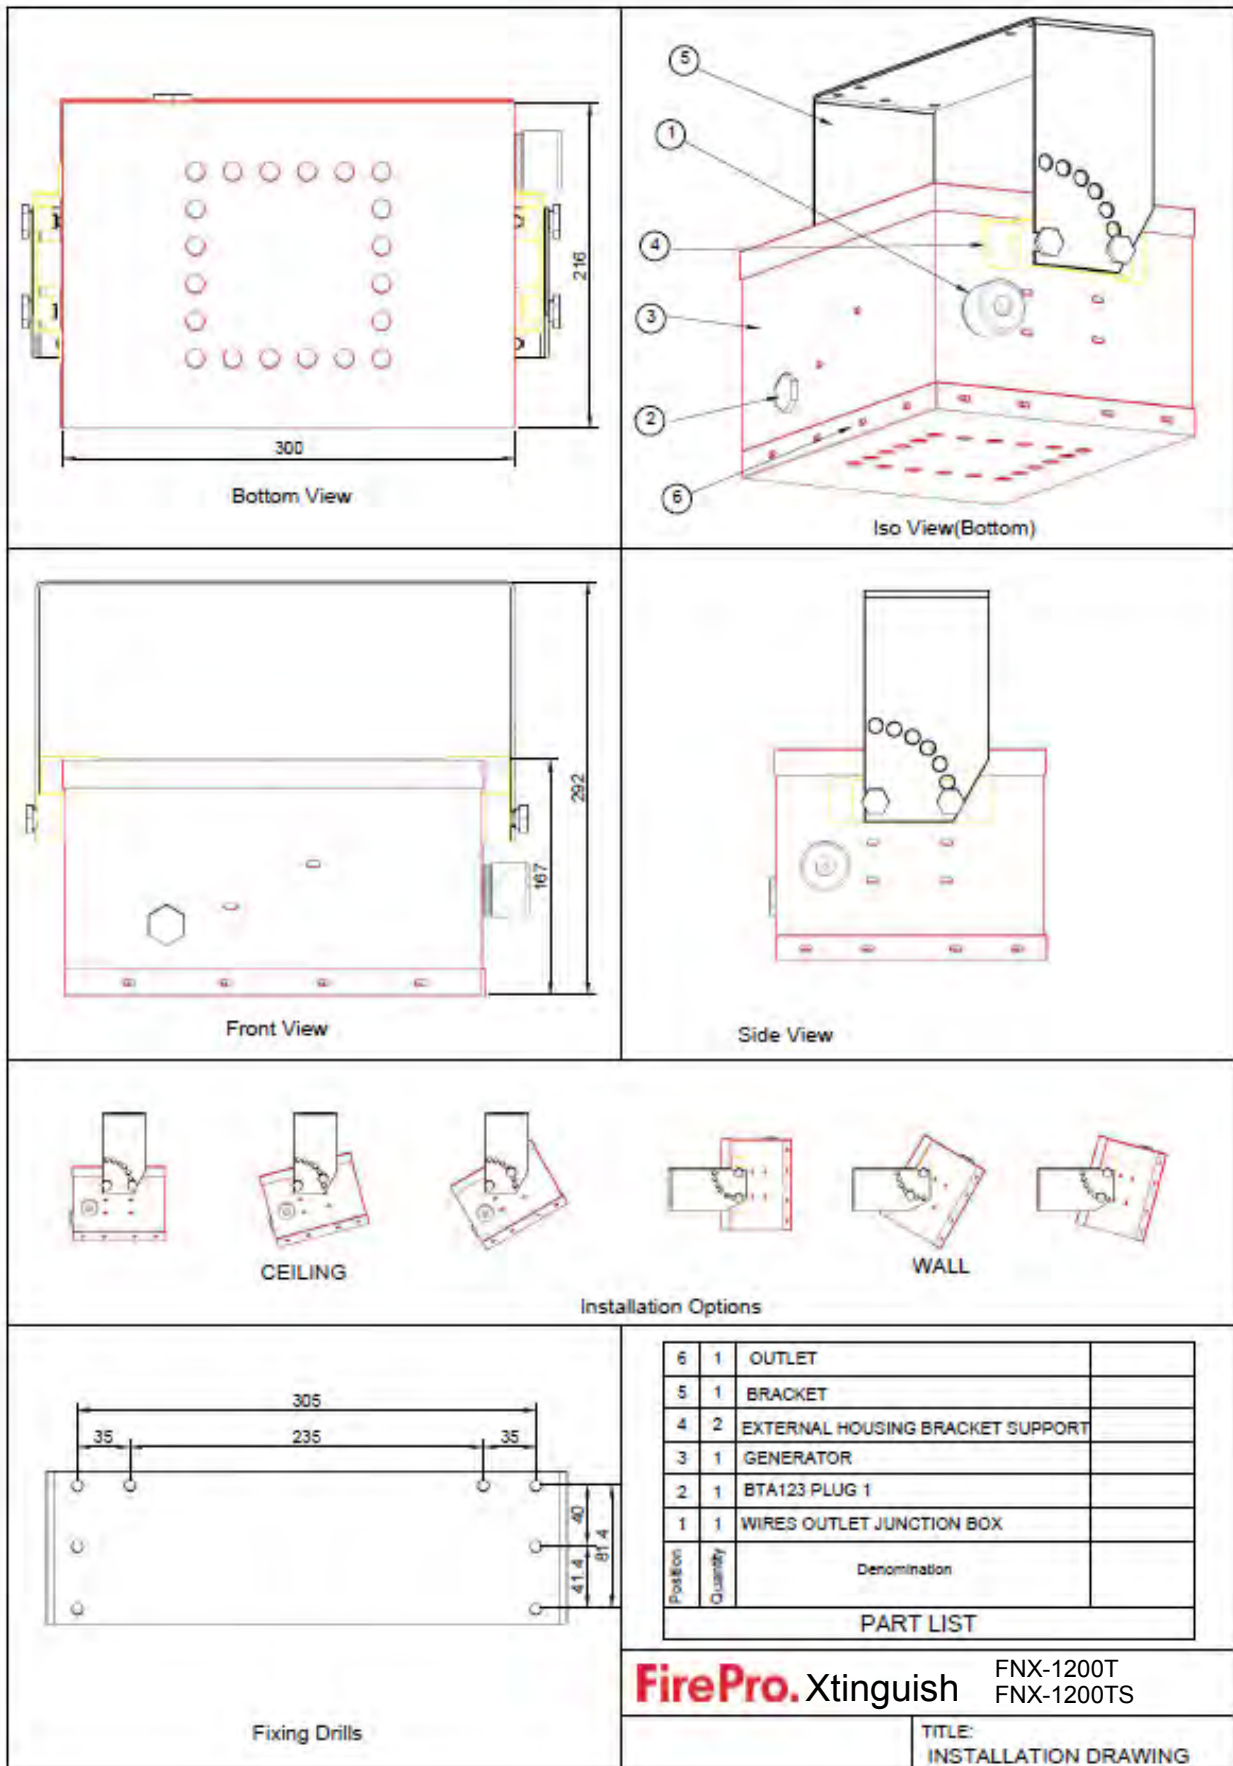 216
300
Bottom View
5
1
4
3
2
6
Iso View(Bottom)
292
167
Front View
Side View
CEILING
WALL
Installation Options
305
35
235
35
40
81.4
41.4
Fixing Drills
6 1 OUTLET
5 1 BRACKET
4 2 EXTERNAL HOUSING BRACKET SUPPORT
3 1 GENERATOR
2 1 BTA123 PLUG 1
1 1 WIRES OUTLET JUNCTION BOX
Position Quantity Denomination
PART LIST
FirePro. Xtinguish
FNX-1200T
FNX-1200TS
TITLE:
INSTALLATION DRAWING